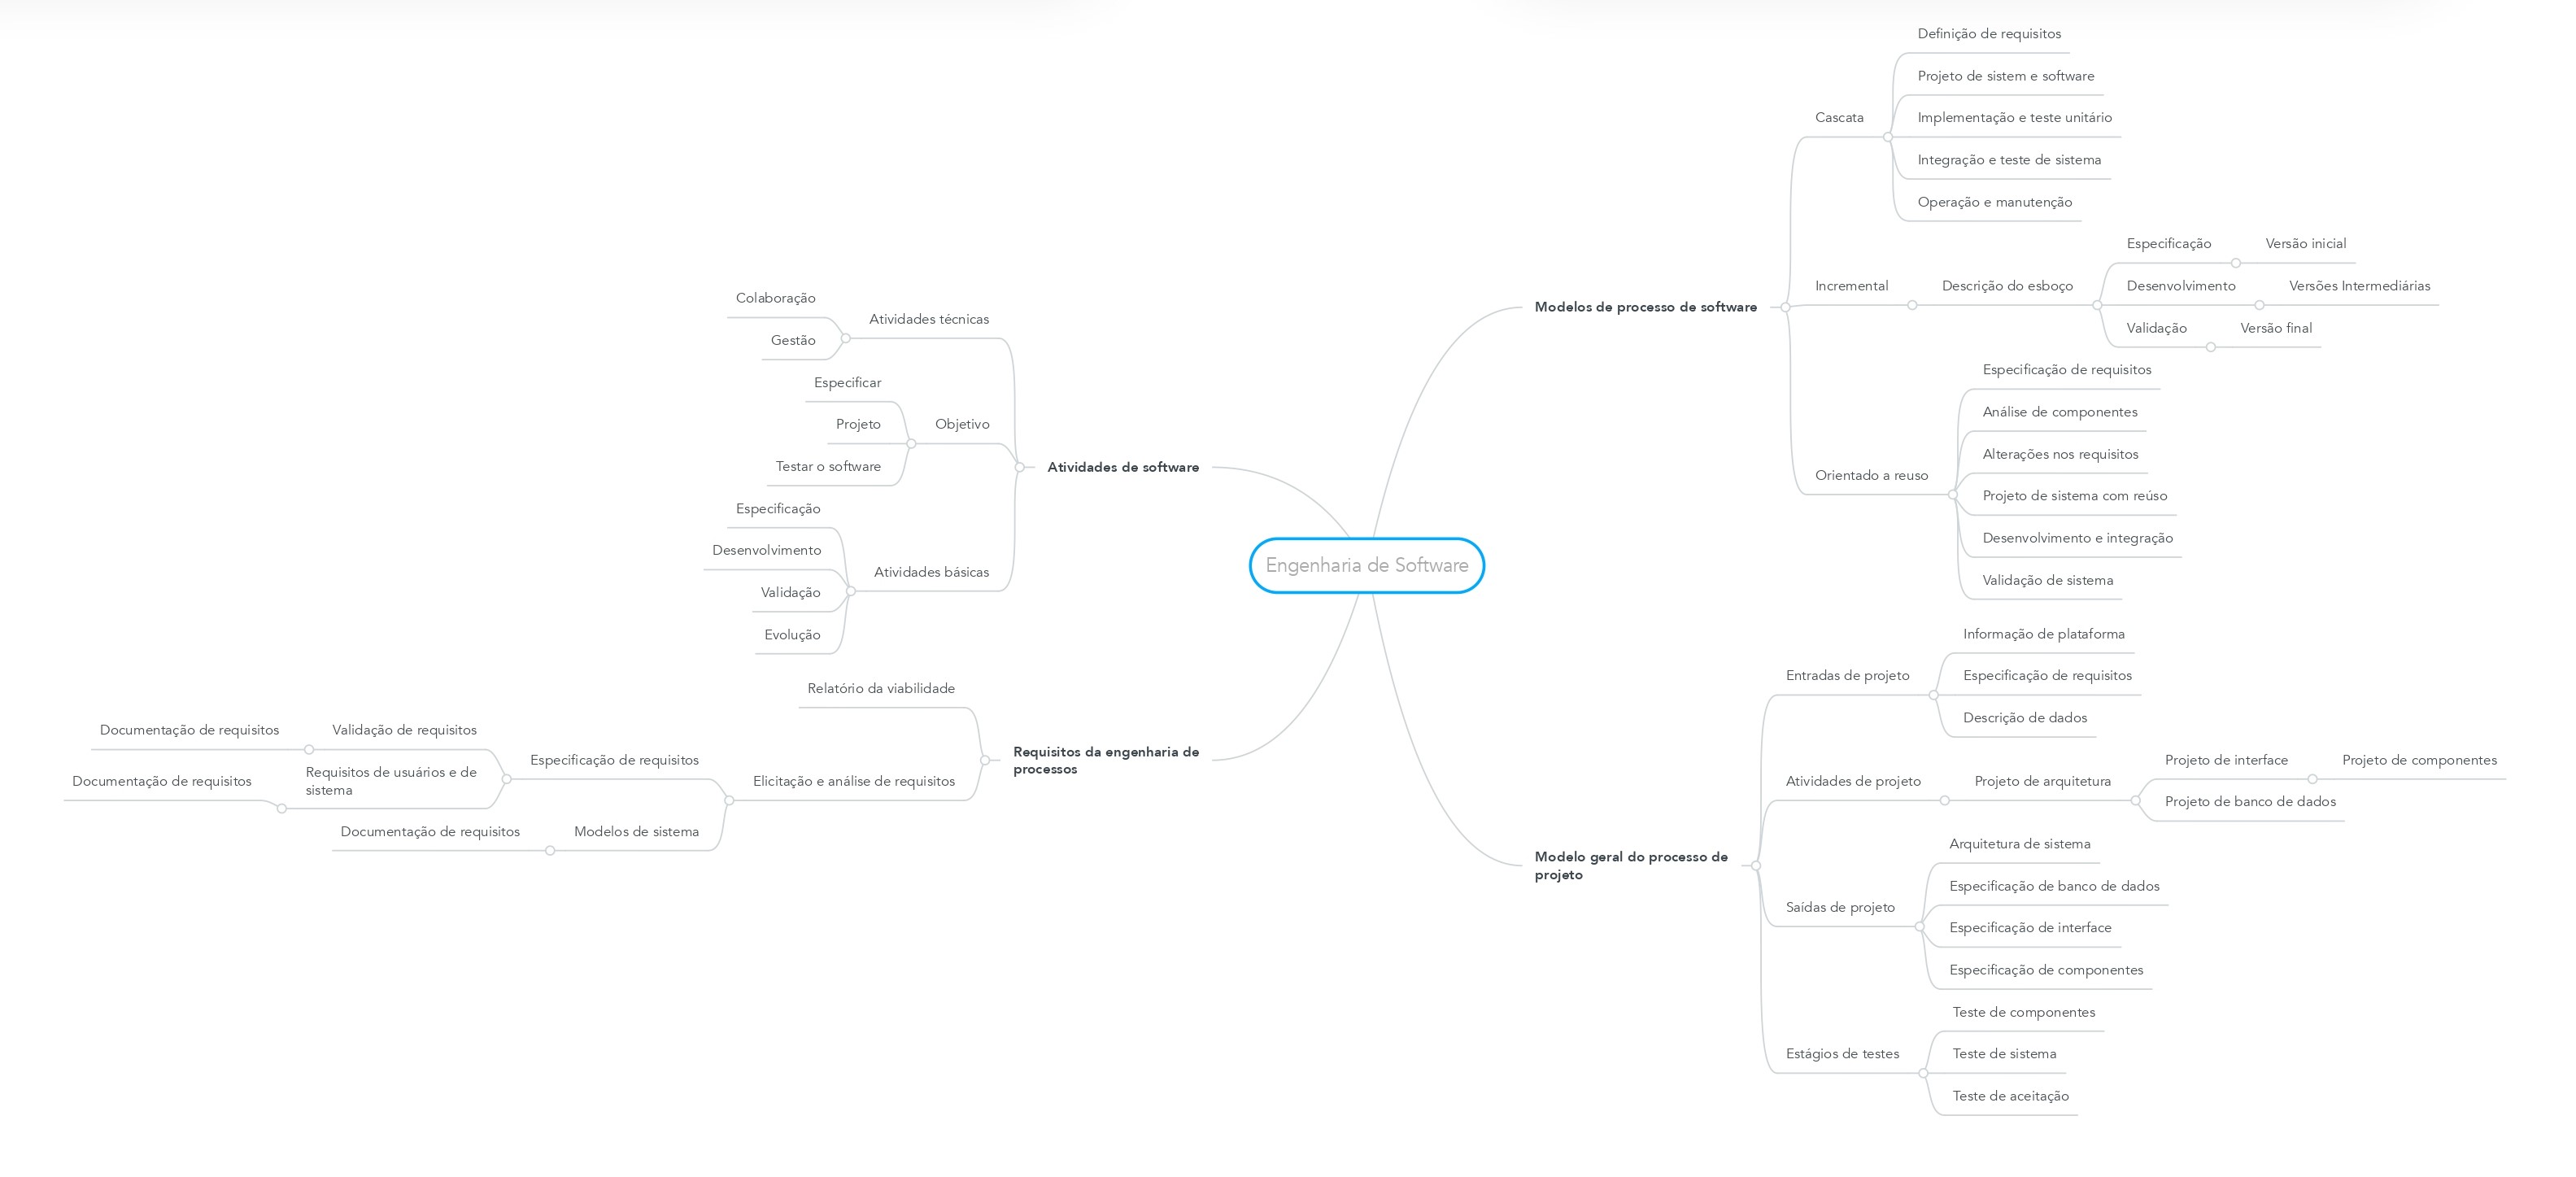 Engenharia de Software
Modelos de processo de software
Cascata
Definição de requisitos
Projeto de sistem e software
Implementação e teste unitário
Integração e teste de sistema
Operação e manutenção
Incremental
Descrição do esboço
Especificação
Versão inicial
Desenvolvimento
Versões Intermediárias
Validação
Versão final
Orientado a reuso
Especificação de requisitos
Análise de componentes
Alterações nos requisitos
Projeto de sistema com reúso
Desenvolvimento e integração
Validação de sistema
Modelo geral do processo de
projeto
Entradas de projeto
Informação de plataforma
Especificação de requisitos
Descrição de dados
Atividades de projeto
Projeto de arquitetura
Projeto de interface
Projeto de componentes
Projeto de banco de dados
Saídas de projeto
Arquitetura de sistema
Especificação de banco de dados
Especificação de interface
Especificação de componentes
Estágios de testes
Teste de componentes
Teste de sistema
Teste de aceitação
Atividades de software
Atividades técnicas
Colaboração
Gestão
Objetivo
Especificar
Projeto
Testar o software
Atividades básicas
Especificação
Desenvolvimento
Validação
Evolução
Requisitos da engenharia de
processos
Relatório da viabilidade
Elicitação e análise de requisitos
Especificação de requisitos
Validação de requisitos
Documentação de requisitos
Requisitos de usuários e de
sistema
Documentação de requisitos
Modelos de sistema
Documentação de requisitos